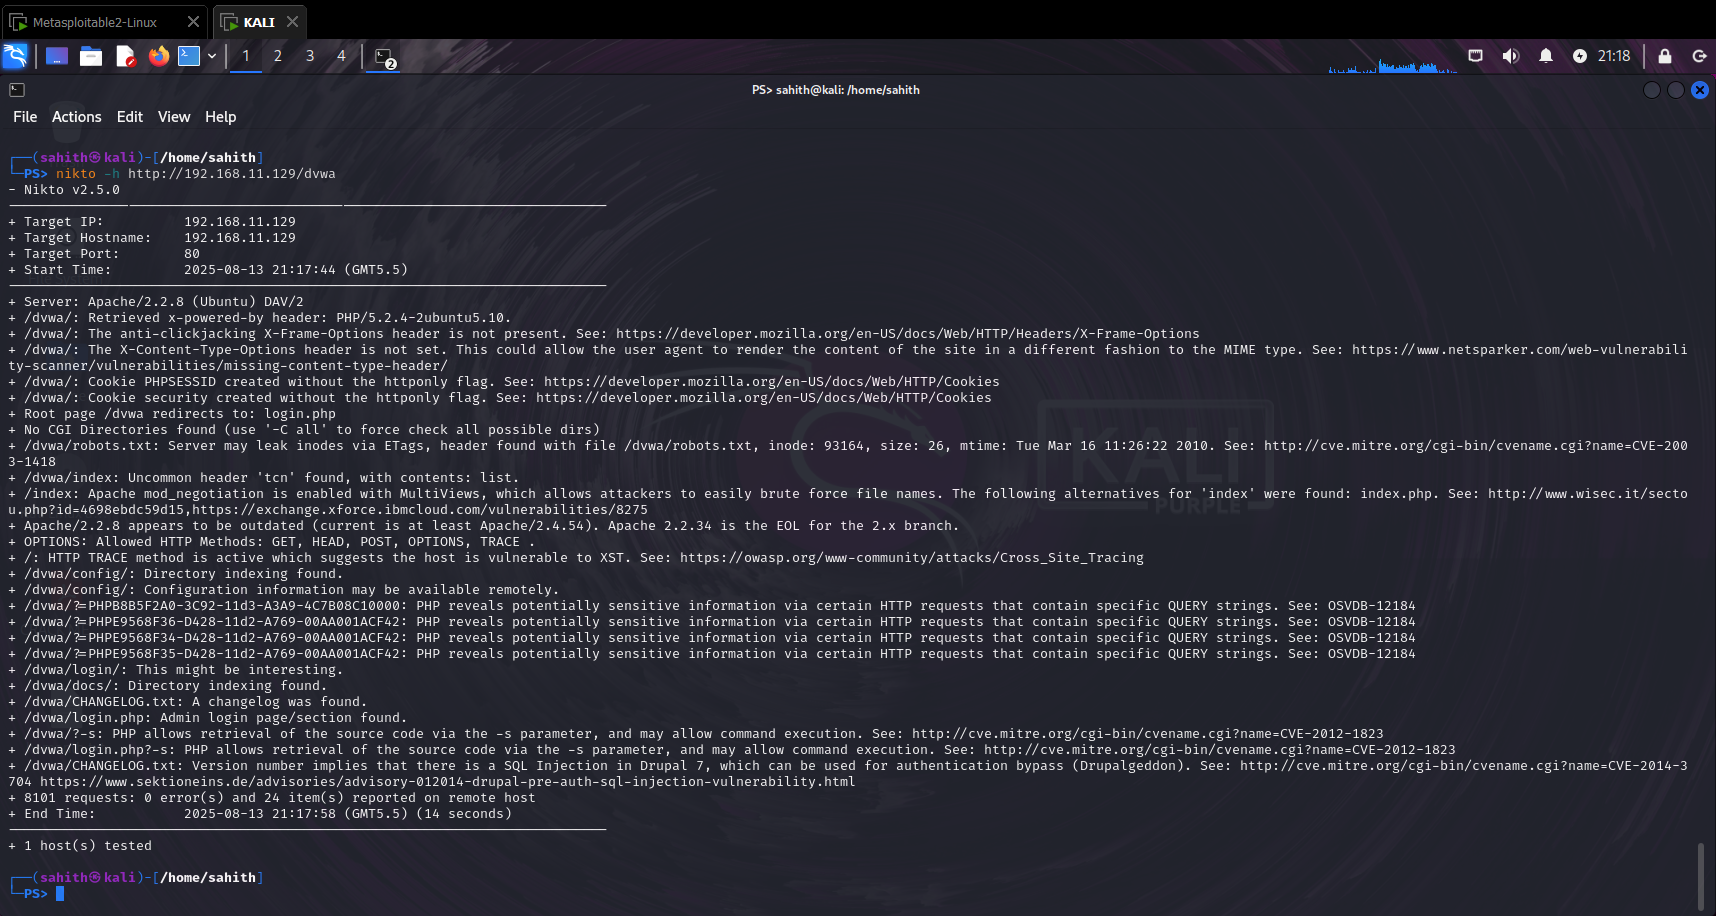 Metasploitable2-Linux
KALI
1 2 3 4
2
21:18
PS> sahith@kali: /home/sahith
File Actions Edit View Help
┌──(sahith㉿kali)-[/home/sahith]
└─PS> nikto -h http://192.168.11.129/dvwa
- Nikto v2.5.0
+ Target IP: 192.168.11.129
+ Target Hostname: 192.168.11.129
+ Target Port: 80
+ Start Time: 2025-08-13 21:17:44 (GMT5.5)
+ Server: Apache/2.2.8 (Ubuntu) DAV/2
+ /dvwa/: Retrieved x-powered-by header: PHP/5.2.4-2ubuntu5.10.
+ /dvwa/: The anti-clickjacking X-Frame-Options header is not present. See: https://developer.mozilla.org/en-US/docs/Web/HTTP/Headers/X-Frame-Options
+ /dvwa/: The X-Content-Type-Options header is not set. This could allow the user agent to render the content of the site in a different fashion to the MIME type. See: https://www.netsparker.com/web-vulnerabili
ty-scanner/vulnerabilities/missing-content-type-header/
+ /dvwa/: Cookie PHPSESSID created without the httponly flag. See: https://developer.mozilla.org/en-US/docs/Web/HTTP/Cookies
+ /dvwa/: Cookie security created without the httponly flag. See: https://developer.mozilla.org/en-US/docs/Web/HTTP/Cookies
+ Root page /dvwa redirects to: login.php
+ No CGI Directories found (use '-C all' to force check all possible dirs)
+ /dvwa/robots.txt: Server may leak inodes via ETags, header found with file /dvwa/robots.txt, inode: 93164, size: 26, mtime: Tue Mar 16 11:26:22 2010. See: http://cve.mitre.org/cgi-bin/cvename.cgi?name=CVE-200
3-1418
+ /dvwa/index: Uncommon header 'tcn' found, with contents: list.
+ /index: Apache mod_negotiation is enabled with MultiViews, which allows attackers to easily brute force file names. The following alternatives for 'index' were found: index.php. See: http://www.wisec.it/secto
u.php?id=4698ebdc59d15,https://exchange.xforce.ibmcloud.com/vulnerabilities/8275
+ Apache/2.2.8 appears to be outdated (current is at least Apache/2.4.54). Apache 2.2.34 is the EOL for the 2.x branch.
+ OPTIONS: Allowed HTTP Methods: GET, HEAD, POST, OPTIONS, TRACE .
+ /: HTTP TRACE method is active which suggests the host is vulnerable to XST. See: https://owasp.org/www-community/attacks/Cross_Site_Tracing
+ /dvwa/config/: Directory indexing found.
+ /dvwa/config/: Configuration information may be available remotely.
+ /dvwa/?=PHPB8B5F2A0-3C92-11d3-A3A9-4C7B08C10000: PHP reveals potentially sensitive information via certain HTTP requests that contain specific QUERY strings. See: OSVDB-12184
+ /dvwa/?=PHPE9568F36-D428-11d2-A769-00AA001ACF42: PHP reveals potentially sensitive information via certain HTTP requests that contain specific QUERY strings. See: OSVDB-12184
+ /dvwa/?=PHPE9568F34-D428-11d2-A769-00AA001ACF42: PHP reveals potentially sensitive information via certain HTTP requests that contain specific QUERY strings. See: OSVDB-12184
+ /dvwa/?=PHPE9568F35-D428-11d2-A769-00AA001ACF42: PHP reveals potentially sensitive information via certain HTTP requests that contain specific QUERY strings. See: OSVDB-12184
+ /dvwa/login/: This might be interesting.
+ /dvwa/docs/: Directory indexing found.
+ /dvwa/CHANGELOG.txt: A changelog was found.
+ /dvwa/login.php: Admin login page/section found.
+ /dvwa/?-s: PHP allows retrieval of the source code via the -s parameter, and may allow command execution. See: http://cve.mitre.org/cgi-bin/cvename.cgi?name=CVE-2012-1823
+ /dvwa/login.php?-s: PHP allows retrieval of the source code via the -s parameter, and may allow command execution. See: http://cve.mitre.org/cgi-bin/cvename.cgi?name=CVE-2012-1823
+ /dvwa/CHANGELOG.txt: Version number implies that there is a SQL Injection in Drupal 7, which can be used for authentication bypass (Drupalgeddon). See: http://cve.mitre.org/cgi-bin/cvename.cgi?name=CVE-2014-3
704 https://www.sektioneins.de/advisories/advisory-012014-drupal-pre-auth-sql-injection-vulnerability.html
+ 8101 requests: 0 error(s) and 24 item(s) reported on remote host
+ End Time: 2025-08-13 21:17:58 (GMT5.5) (14 seconds)
+ 1 host(s) tested
┌──(sahith㉿kali)-[/home/sahith]
└─PS>
KALI
PURPLE